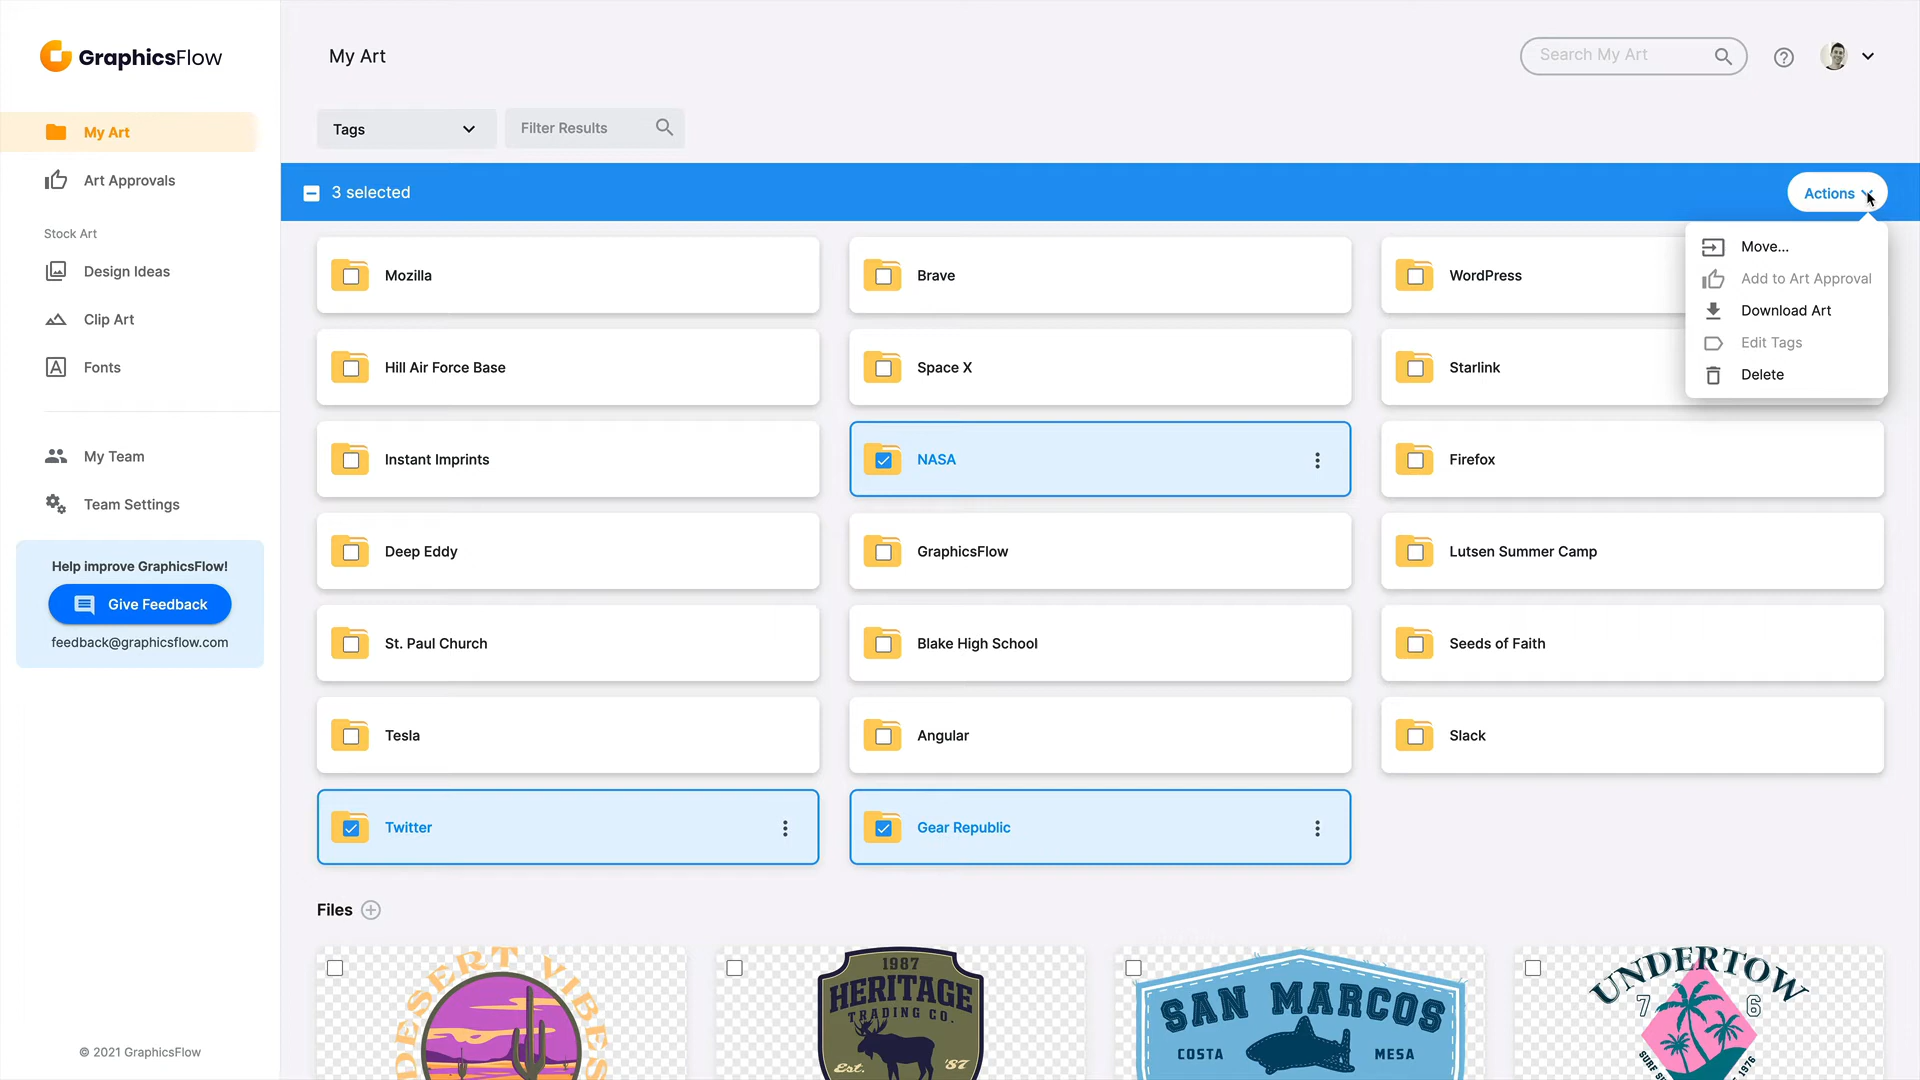 GraphicsFlow
My Art
Search My Art
Tags
Filter Results
My Art
Art Approvals
Stock Art
Design Ideas
Clip Art
Fonts
My Team
Team Settings
Help improve GraphicsFlow!
Give Feedback
feedback@graphicsflow.com
© 2021 GraphicsFlow
3 selected
Actions
Move...
Add to Art Approval
Download Art
Edit Tags
Delete
Mozilla
Brave
WordPress
Hill Air Force Base
Space X
Starlink
Instant Imprints
NASA
Firefox
Deep Eddy
GraphicsFlow
Lutsen Summer Camp
St. Paul Church
Blake High School
Seeds of Faith
Tesla
Angular
Slack
Twitter
Gear Republic
Files
DESERT VIBES
1987
HERITAGE
TRADING CO.
Est. '87
SAN MARCOS
COSTA MESA
UNDERTOW
7 6
SURF
1976